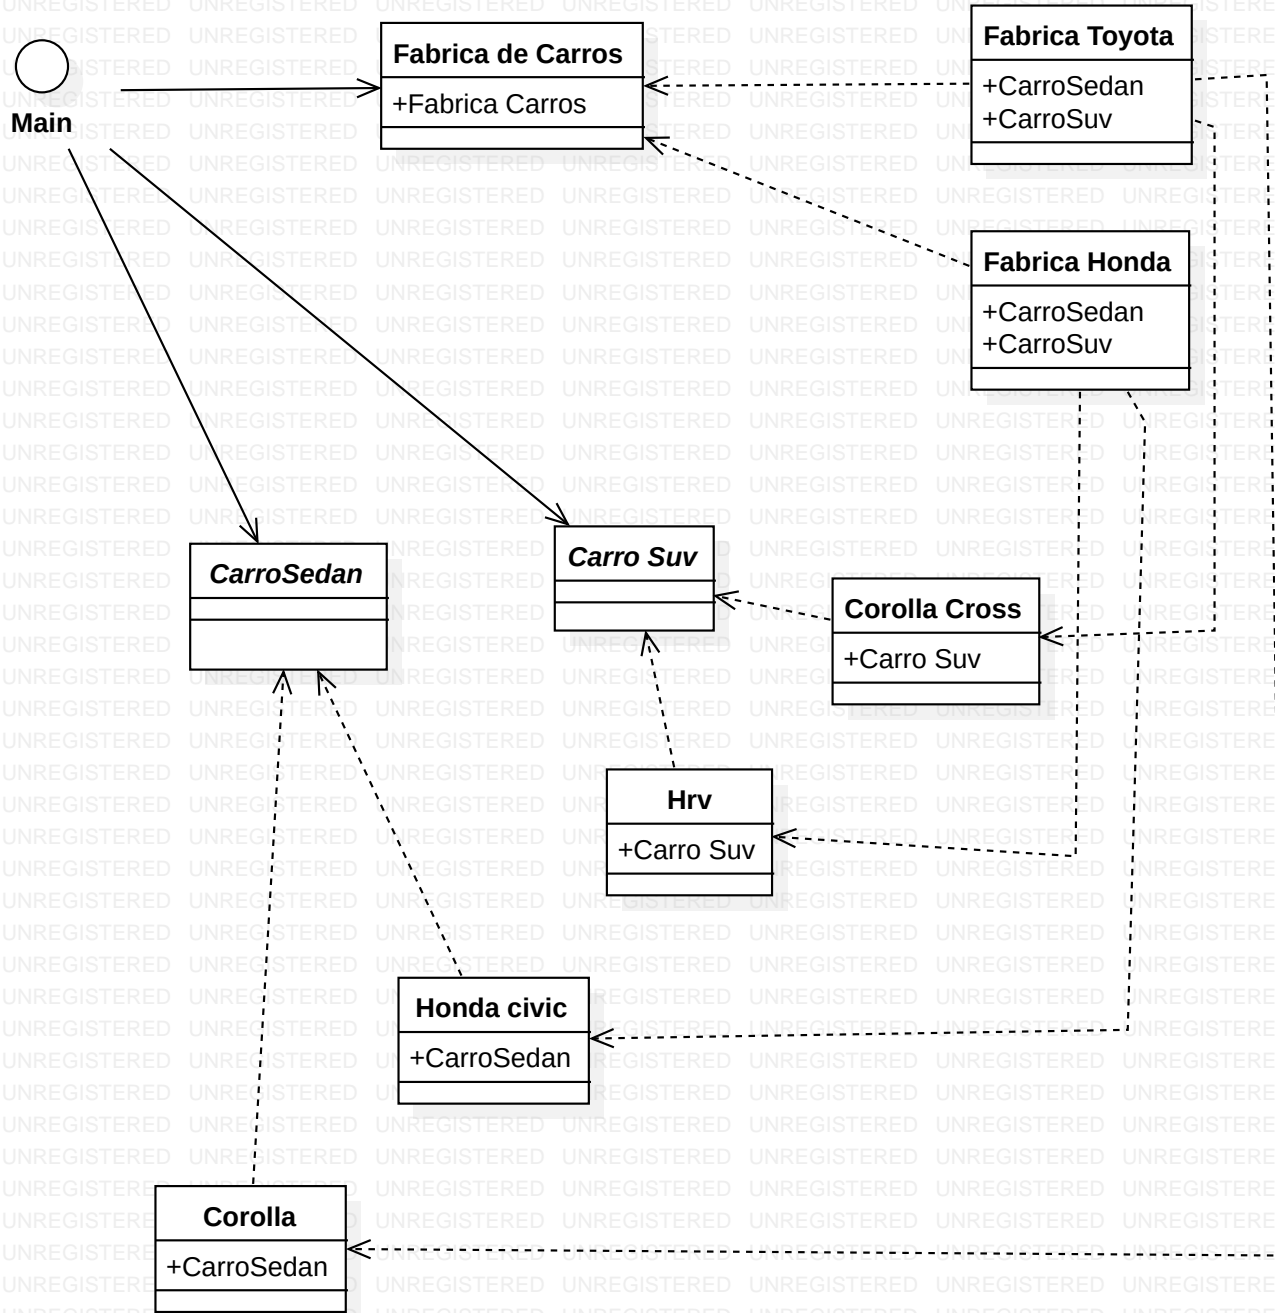 Main
Fabrica de Carros
+Fabrica Carros
Fabrica Toyota
+CarroSedan
+CarroSuv
Fabrica Honda
+CarroSedan
+CarroSuv
CarroSedan
Carro Suv
Corolla Cross
+Carro Suv
Hrv
+Carro Suv
Honda civic
+CarroSedan
Corolla
+CarroSedan
UNREGISTERED